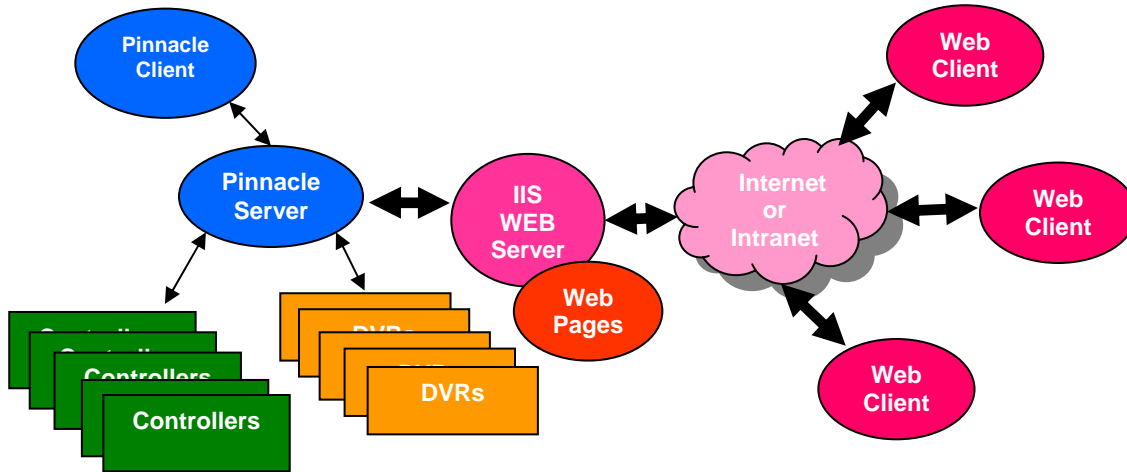 Pinnacle
Client
Web
Client
Pinnacle
Server
IIS
WEB
Server
Internet
or
Intranet
Web
Client
Web
Pages
Controllers
Controllers
DVRs
DVRs
Web
Client